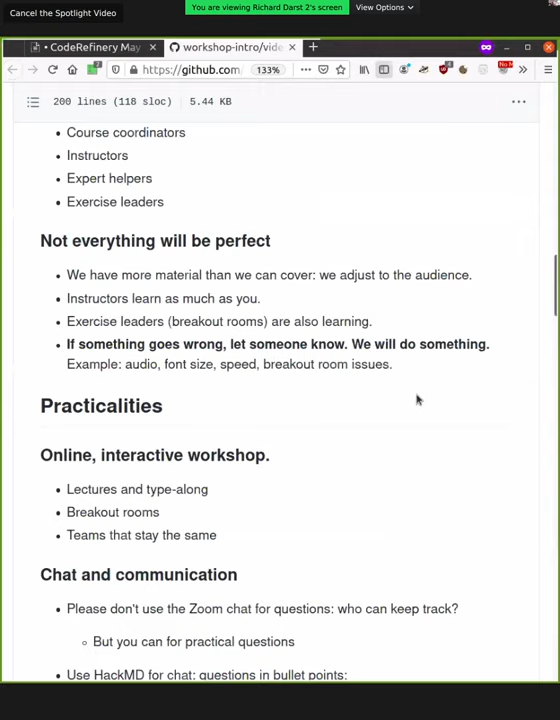 Cancel the Spotlight Video
You are viewing Richard Darst 2's screen
View Options
• CodeRefinery May
workshop-intro/vide
https://github.com
133%
200 lines (118 sloc) 5.44 KB
• Course coordinators
• Instructors
• Expert helpers
• Exercise leaders
Not everything will be perfect
• We have more material than we can cover: we adjust to the audience.
• Instructors learn as much as you.
• Exercise leaders (breakout rooms) are also learning.
• If something goes wrong, let someone know. We will do something.
Example: audio, font size, speed, breakout room issues.
Practicalities
Online, interactive workshop.
• Lectures and type-along
• Breakout rooms
• Teams that stay the same
Chat and communication
• Please don't use the Zoom chat for questions: who can keep track?
◦ But you can for practical questions
• Use HackMD for chat: questions in bullet points: